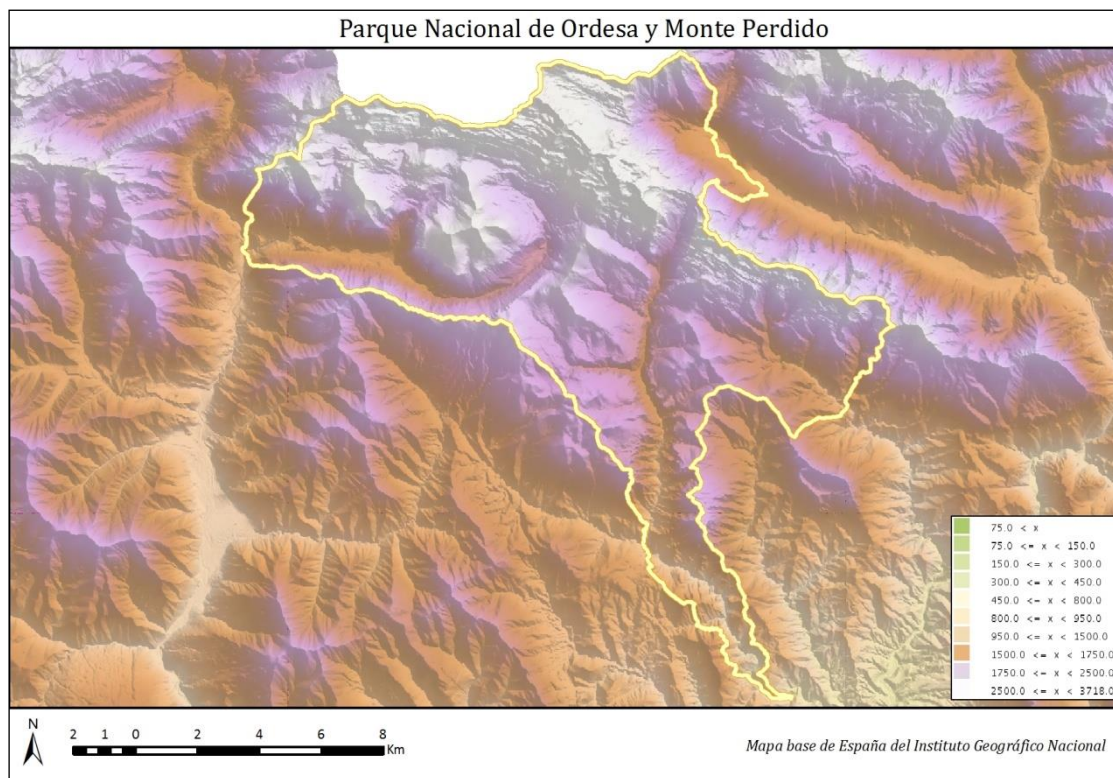 Parque Nacional de Ordesa y Monte Perdido
75.0 < x
75.0 <= x < 150.0
150.0 <= x < 300.0
300.0 <= x < 450.0
450.0 <= x < 800.0
800.0 <= x < 950.0
950.0 <= x < 1500.0
1500.0 <= x < 1750.0
1750.0 <= x < 2500.0
2500.0 <= x < 3718.0
N
2 1 0 2 4 6 8
Km
Mapa base de España del Instituto Geográfico Nacional